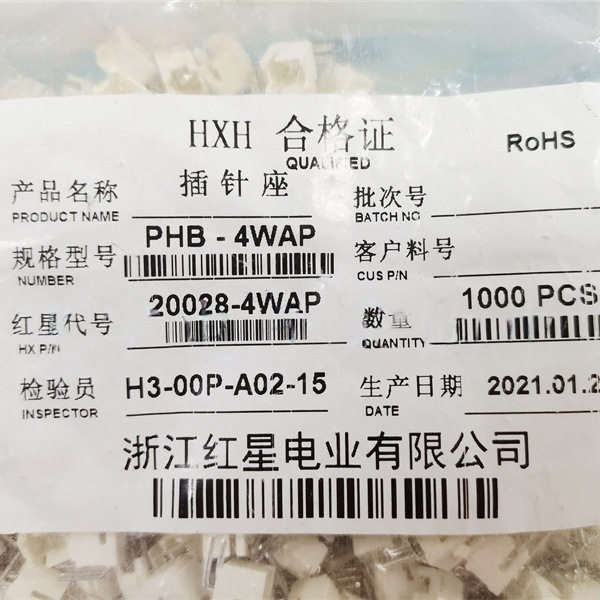 HXH 合格证
QUALIFIED
RoHS
产品名称 插针座
PRODUCT NAME
批次号
BATCH NO
规格型号 PHB - 4WAP
NUMBER
客户料号
CUS P/N
红星代号 20028-4WAP
HX P/N
数量 1000 PCS
QUANTITY
检验员 H3-00P-A02-15
INSPECTOR
生产日期 2021.01.2
DATE
浙江红星电业有限公司